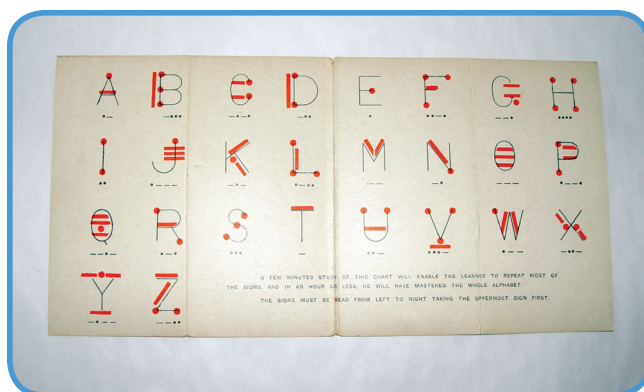 A B C D E F G H
•— —••• —•—• —•• • ••—• ——• ••••
I J K L M N O P
•• •——— —•— •—•• —— —• ——— •——•
Q R S T U V W X
——•— •—• ••• — ••— •••— •—— —••—
Y Z
—•—— ——••
A FEW MINUTES STUDY OF THIS CHART WILL ENABLE THE LEARNER TO REPEAT MOST OF
THE SIGNS, AND IN AN HOUR OR LESS, HE WILL HAVE MASTERED THE WHOLE ALPHABET.
THE SIGNS MUST BE READ FROM LEFT TO RIGHT TAKING THE UPPERMOST SIGN FIRST.